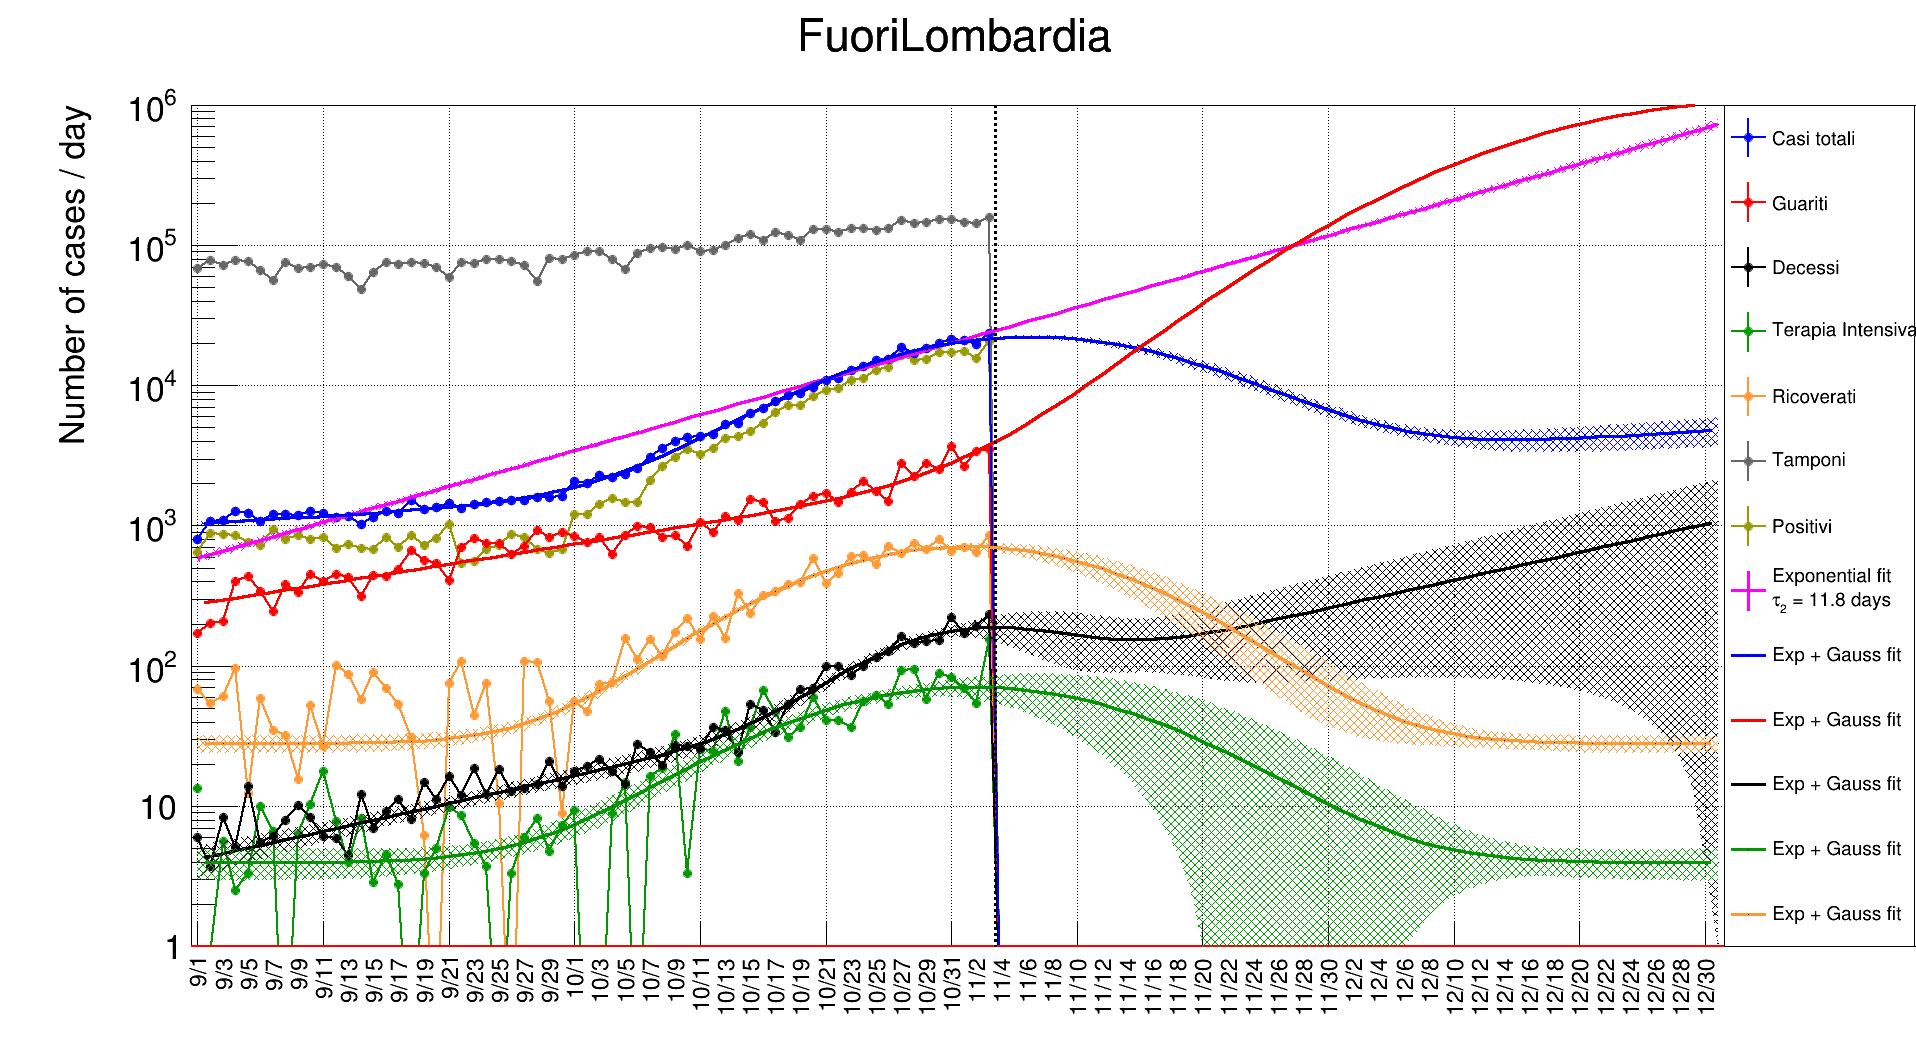 FuoriLombardia
Number of cases / day
10^6
10^5
10^4
10^3
10^2
10
1
9/1 9/3 9/5 9/7 9/9 9/11 9/13 9/15 9/17 9/19 9/21 9/23 9/25 9/27 9/29 10/1 10/3 10/5 10/7 10/9 10/11 10/13 10/15 10/17 10/19 10/21 10/23 10/25 10/27 10/29 10/31 11/2 11/4 11/6 11/8 11/10 11/12 11/14 11/16 11/18 11/20 11/22 11/24 11/26 11/28 11/30 12/2 12/4 12/6 12/8 12/10 12/12 12/14 12/16 12/18 12/20 12/22 12/24 12/26 12/28 12/30
Casi totali
Guariti
Decessi
Terapia Intensiva
Ricoverati
Tamponi
Positivi
Exponential fit
τ₂ = 11.8 days
Exp + Gauss fit
Exp + Gauss fit
Exp + Gauss fit
Exp + Gauss fit
Exp + Gauss fit